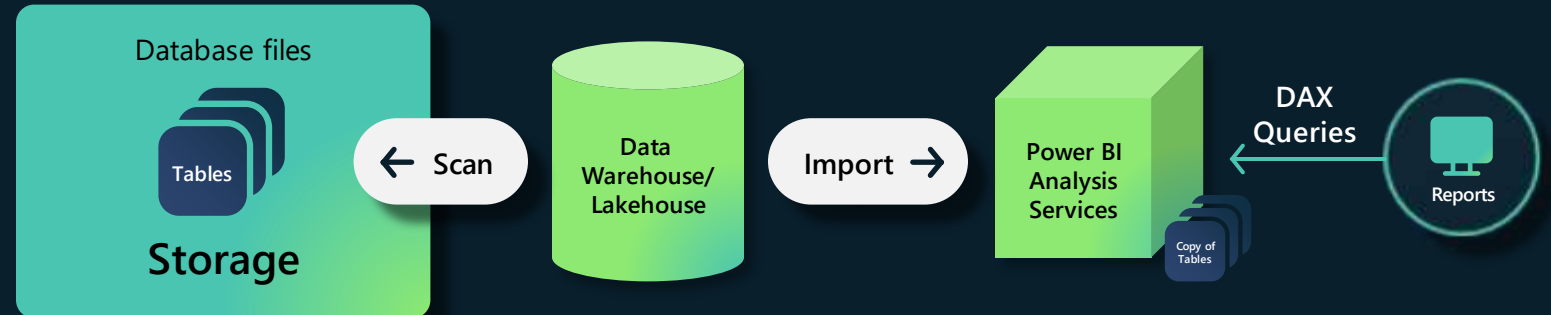 Database files
Tables
Storage
Scan
Data
Warehouse/
Lakehouse
Import
Power BI
Analysis
Services
Copy of
Tables
DAX
Queries
Reports